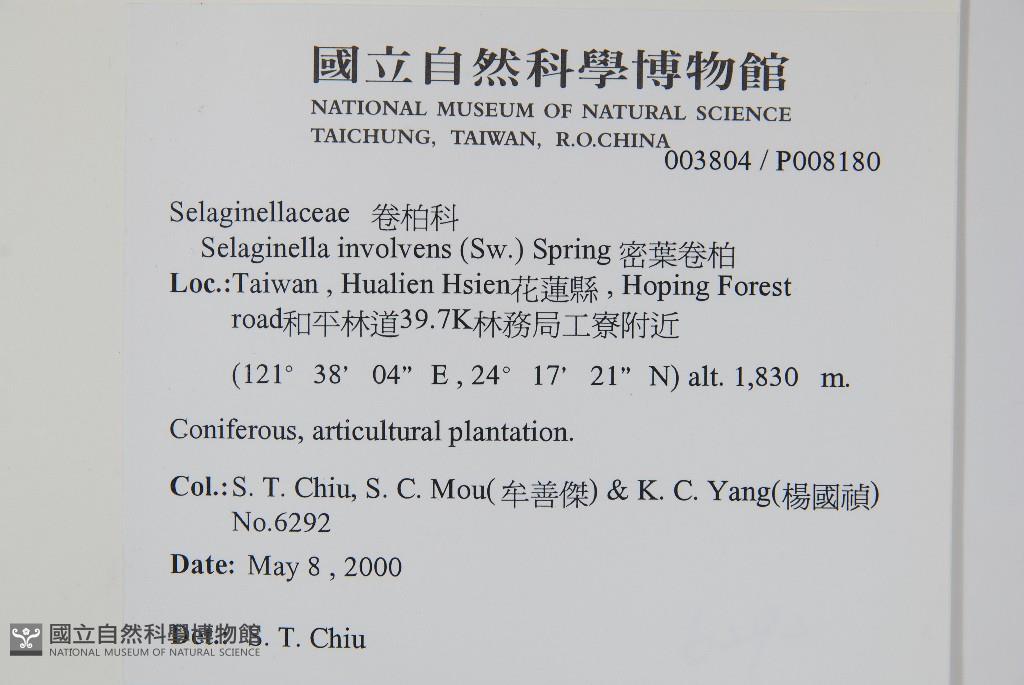 國立自然科學博物館
NATIONAL MUSEUM OF NATURAL SCIENCE
TAICHUNG, TAIWAN, R.O.CHINA
003804 / P008180
Selaginellaceae 卷柏科
Selaginella involvens (Sw.) Spring 密葉卷柏
Loc.:Taiwan , Hualien Hsien花蓮縣 , Hoping Forest
road和平林道39.7K林務局工寮附近
(121° 38’ 04” E , 24° 17’ 21” N) alt. 1,830 m.
Coniferous, articultural plantation.
Col.:S. T. Chiu, S. C. Mou( 牟善傑) & K. C. Yang(楊國禎)
No.6292
Date: May 8 , 2000
Det.: S. T. Chiu
國立自然科學博物館
NATIONAL MUSEUM OF NATURAL SCIENCE